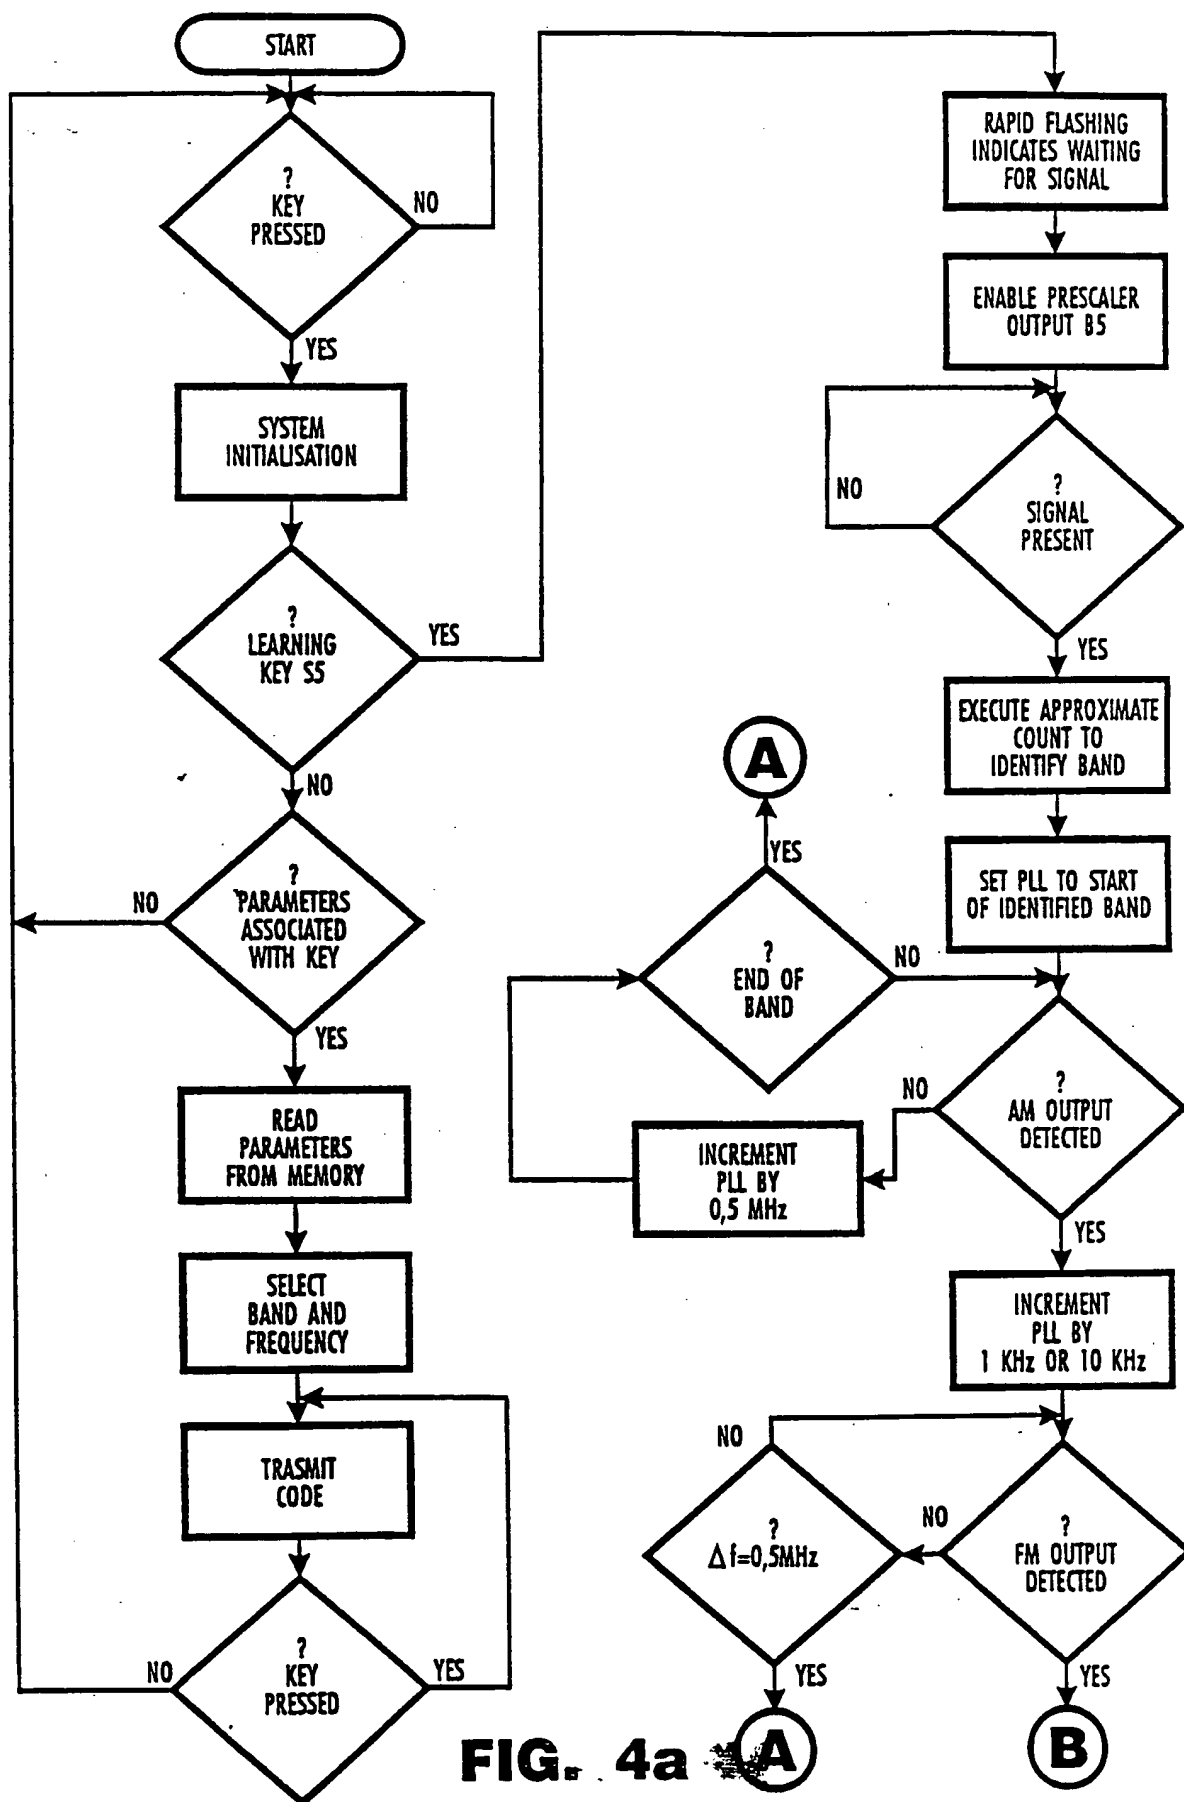 START
?
KEY
PRESSED
NO
YES
SYSTEM
INITIALISATION
?
LEARNING
KEY S5
YES
NO
?
PARAMETERS
ASSOCIATED
WITH KEY
NO
YES
READ
PARAMETERS
FROM MEMORY
SELECT
BAND AND
FREQUENCY
TRASMIT
CODE
?
KEY
PRESSED
NO
YES
RAPID FLASHING
INDICATES WAITING
FOR SIGNAL
ENABLE PRESCALER
OUTPUT B5
?
SIGNAL
PRESENT
NO
YES
EXECUTE APPROXIMATE
COUNT TO
IDENTIFY BAND
SET PLL TO START
OF IDENTIFIED BAND
A
YES
?
END OF
BAND
NO
?
AM OUTPUT
DETECTED
NO
INCREMENT
PLL BY
0,5 MHz
YES
INCREMENT
PLL BY
1 KHz OR 10 KHz
?
FM OUTPUT
DETECTED
NO
?
Δf=0,5MHz
NO
YES
A
YES
B
FIG. 4a